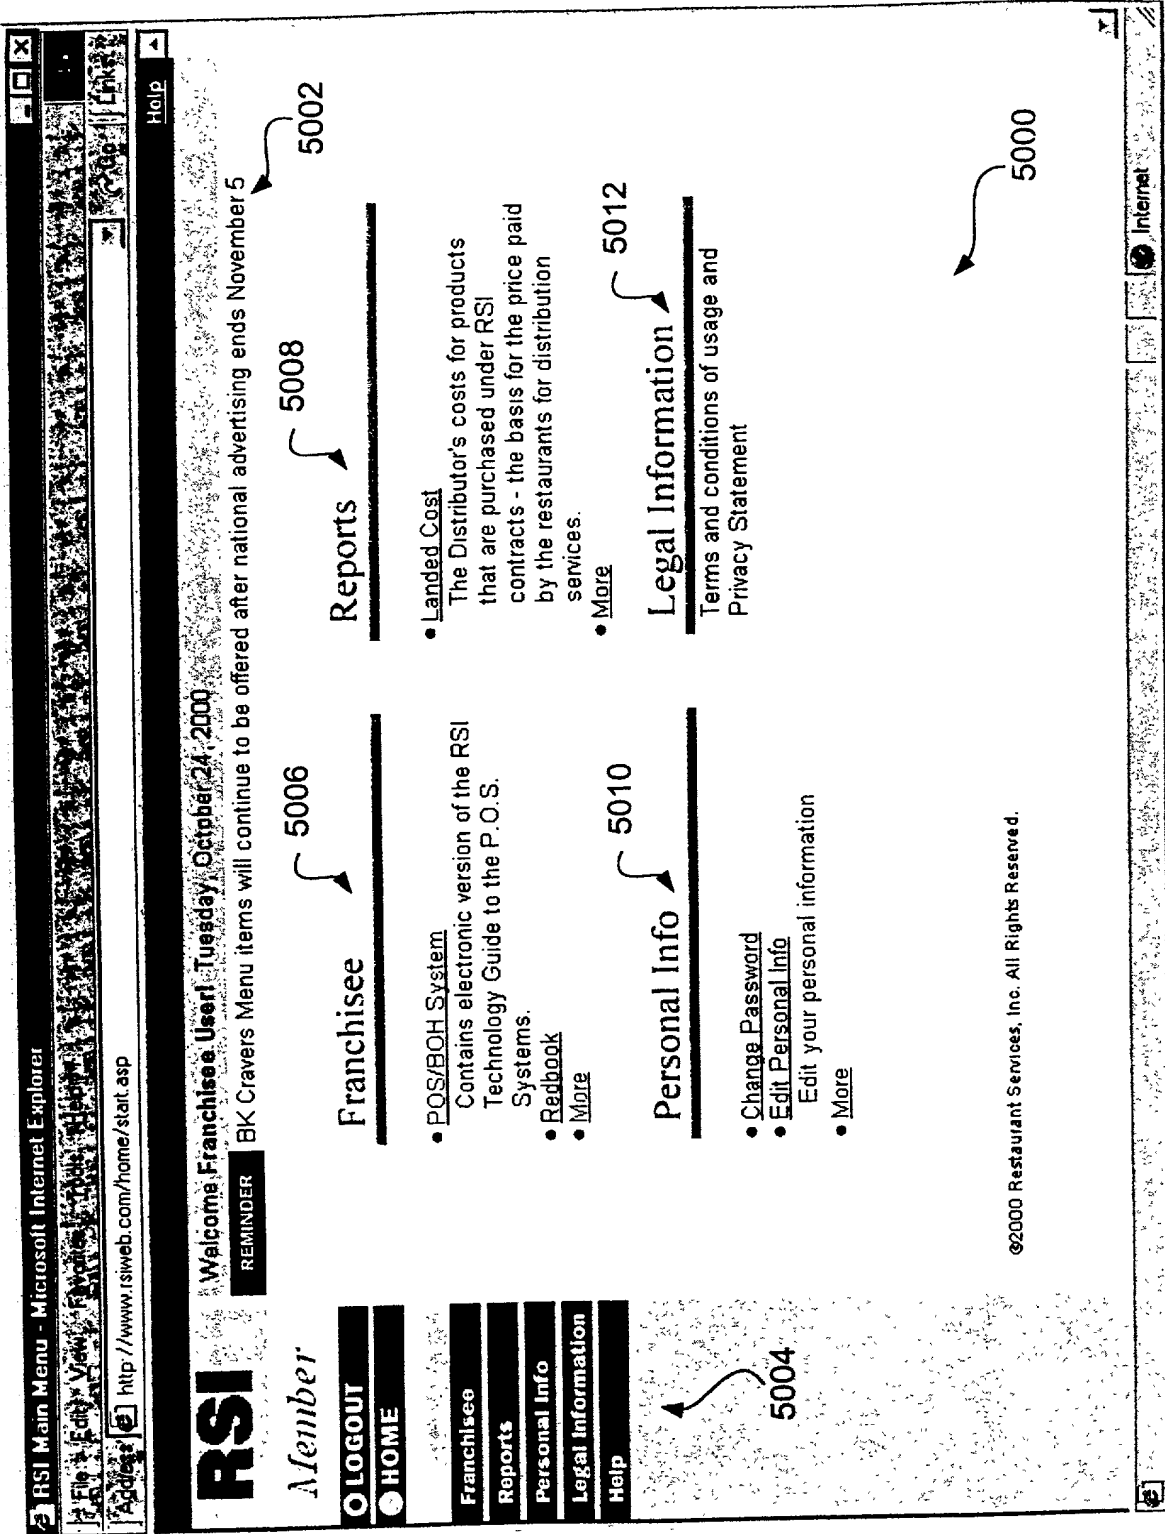 RSI Main Menu - Microsoft Internet Explorer
File Edit View Favorites Tools Help
Address http://www.rsiweb.com/home/start.asp Go Links
Help
RSI
Welcome Franchisee User! Tuesday, October 24, 2000
REMINDER BK Cravers Menu items will continue to be offered after national advertising ends November 5
5002
Member
LOGOUT
HOME
Franchisee
Reports
Personal Info
Legal Information
Help
5004
Franchisee
5006
• POS/BOH System
Contains electronic version of the RSI
Technology Guide to the P.O.S.
Systems.
• Redbook
• More
Reports
5008
• Landed Cost
The Distributor's costs for products
that are purchased under RSI
contracts - the basis for the price paid
by the restaurants for distribution
services.
• More
Personal Info
5010
• Change Password
• Edit Personal Info
Edit your personal information
• More
Legal Information
5012
Terms and conditions of usage and
Privacy Statement
5000
©2000 Restaurant Services, Inc. All Rights Reserved.
Internet